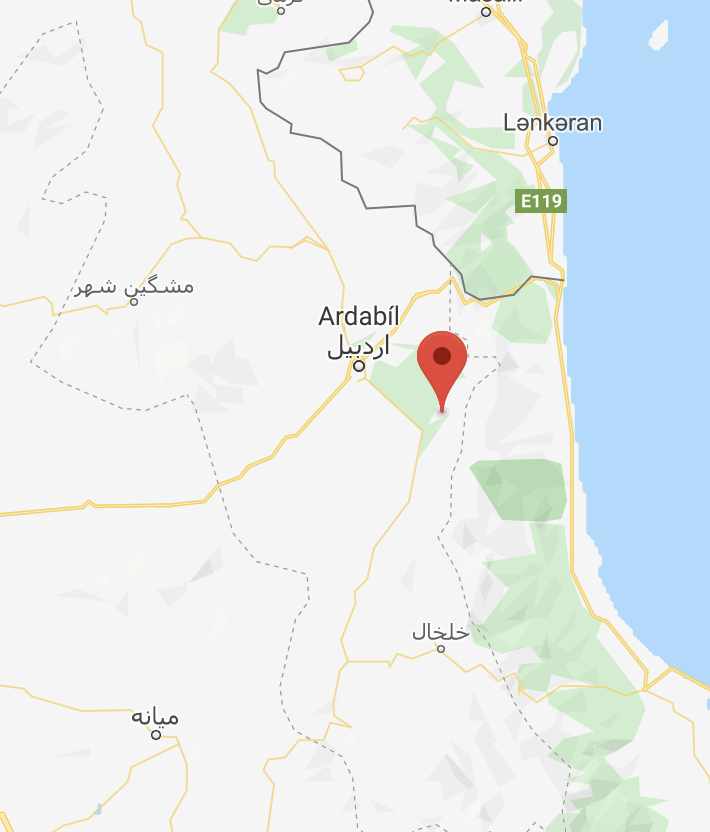 Lənkəran
E119
مشگین شهر
Ardabíl
اردبیل
خلخال
میانه